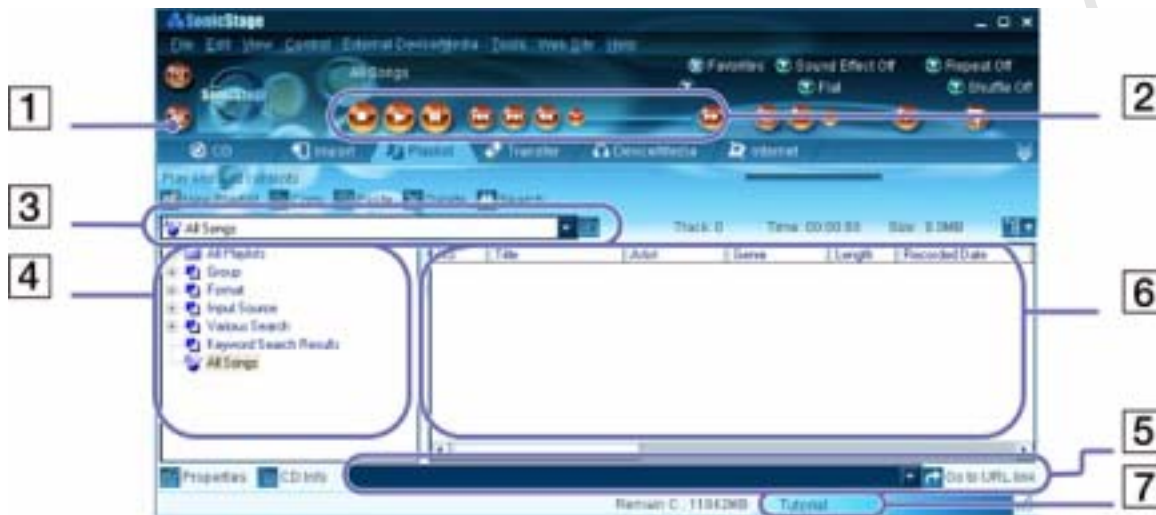 SonicStage
File Edit View Control External Device/Media Tools Web Site Help
All Songs
Favorites Sound Effect Off Repeat Off
SonicStage
Flat Shuffle Off
1
2
CD Import Playlist Transfer Device/Media Internet
Play and Edit
New Playlist Copy Paste Delete Search
3
All Songs Track: 0 Time: 00:00:00 Size: 0.0MB
4
All Playlists
Title Artist Genre Length Recorded Date
Group
Format
Input Source
6
Various Search
Keyword Search Results
All Songs
5
Properties CD Info Go to URL link
7
Remain C : 11842MB Tutorial